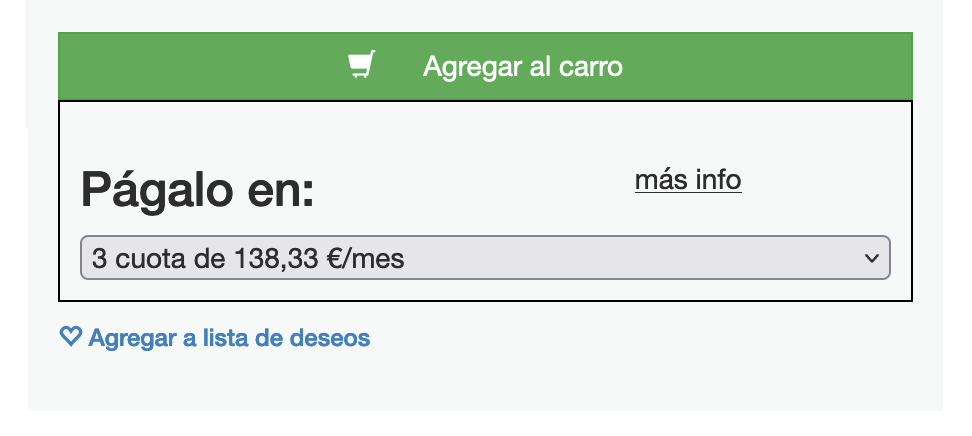 Agregar al carro
Págalo en:
más info
3 cuota de 138,33 €/mes
Agregar a lista de deseos